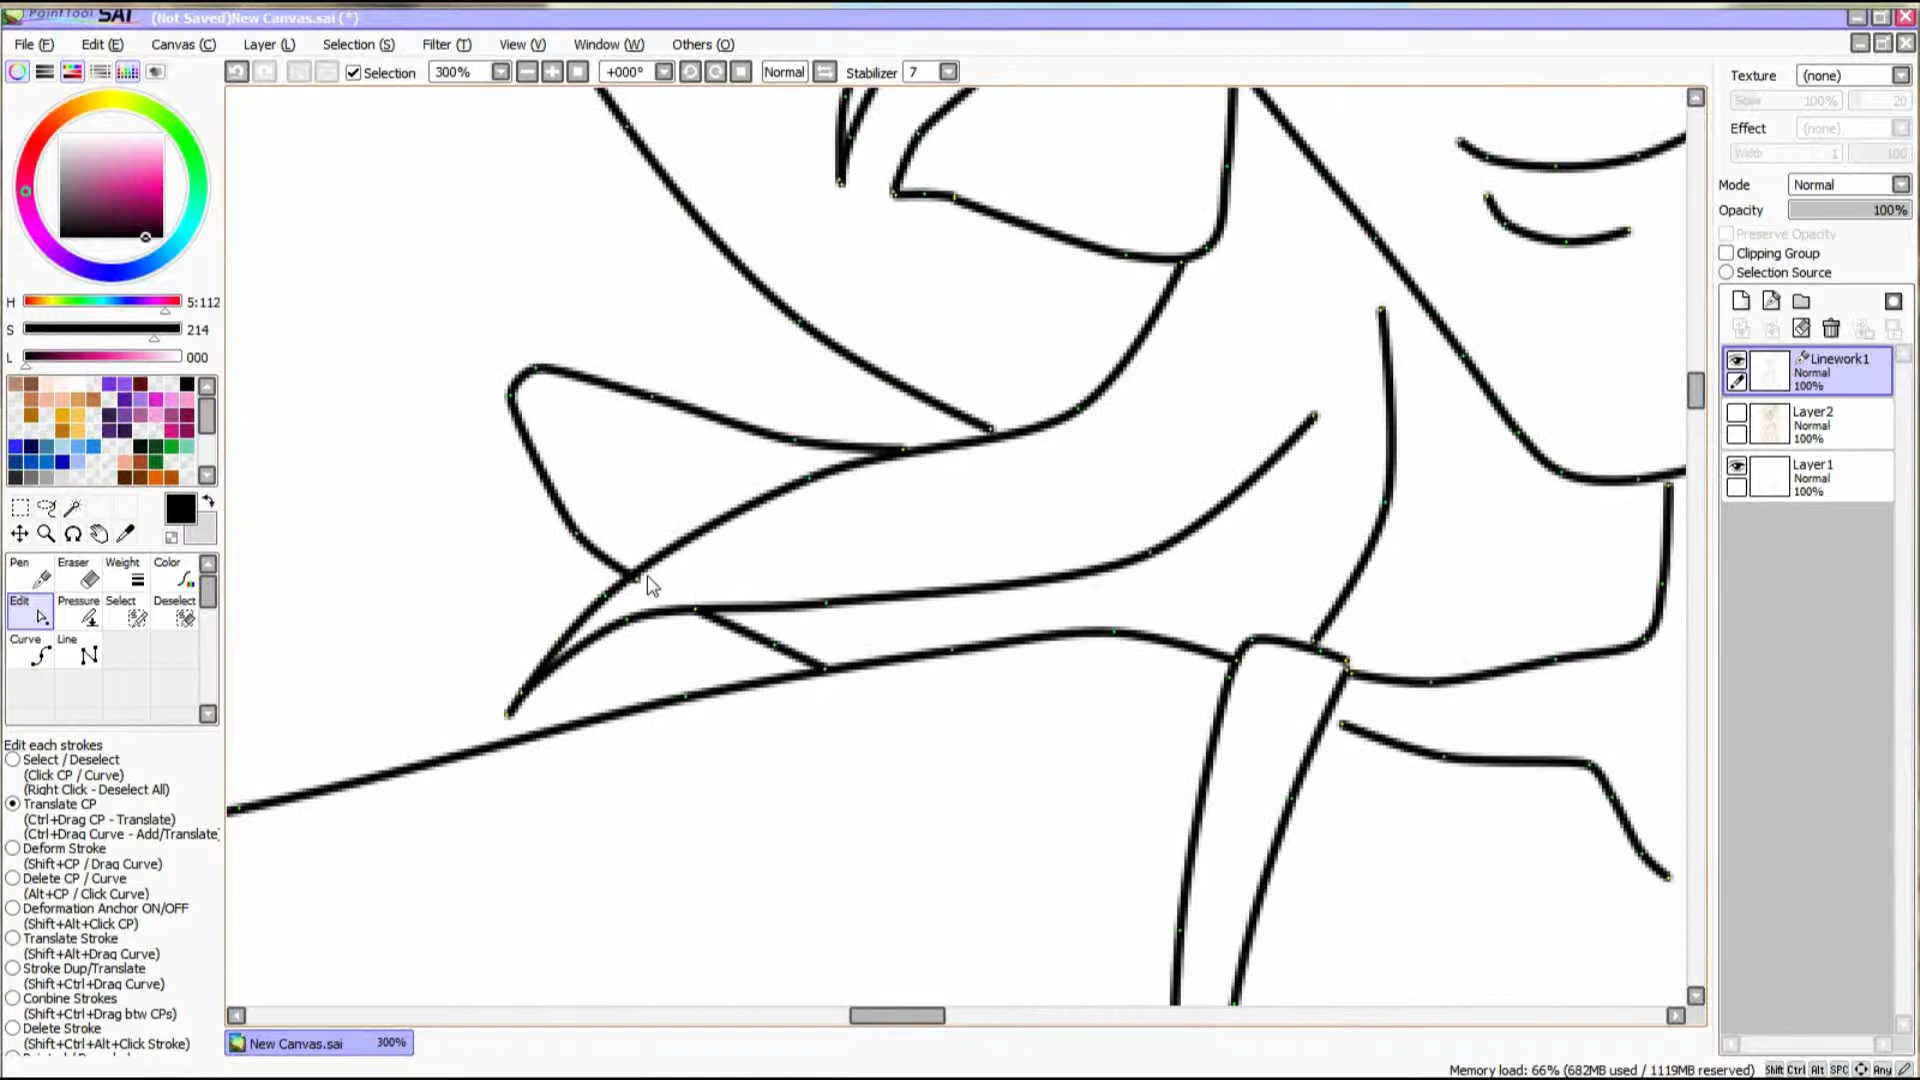 PaintTool SAI (Not Saved)New Canvas.sai (*)
File (F) Edit (E) Canvas (C) Layer (L) Selection (S) Filter (T) View (V) Window (W) Others (O)
Selection 300% +000° Normal Stabilizer 7
Texture (none)
Scale 100% 20
Effect (none)
Width 1 100
Mode Normal
Opacity 100%
Preserve Opacity
Clipping Group
Selection Source
H 5:112
S 214
L 000
Linework1
Normal
100%
Layer2
Normal
100%
Layer1
Normal
100%
Pen Eraser Weight Color
Edit Pressure Select Deselect
Curve Line
Edit each strokes
Select / Deselect
(Click CP / Curve)
(Right Click - Deselect All)
Translate CP
(Ctrl+Drag CP - Translate)
(Ctrl+Drag Curve - Add/Translate)
Deform Stroke
(Shift+CP / Drag Curve)
Delete CP / Curve
(Alt+CP / Click Curve)
Deformation Anchor ON/OFF
(Shift+Alt+Click CP)
Translate Stroke
(Shift+Alt+Drag Curve)
Stroke Dup/Translate
(Shift+Ctrl+Drag Curve)
Conbine Strokes
(Shift+Ctrl+Drag btw CPs)
Delete Stroke
(Shift+Ctrl+Alt+Click Stroke)
New Canvas.sai 300%
Memory load: 66% (682MB used / 1119MB reserved) Shift Ctrl Alt SPC Any